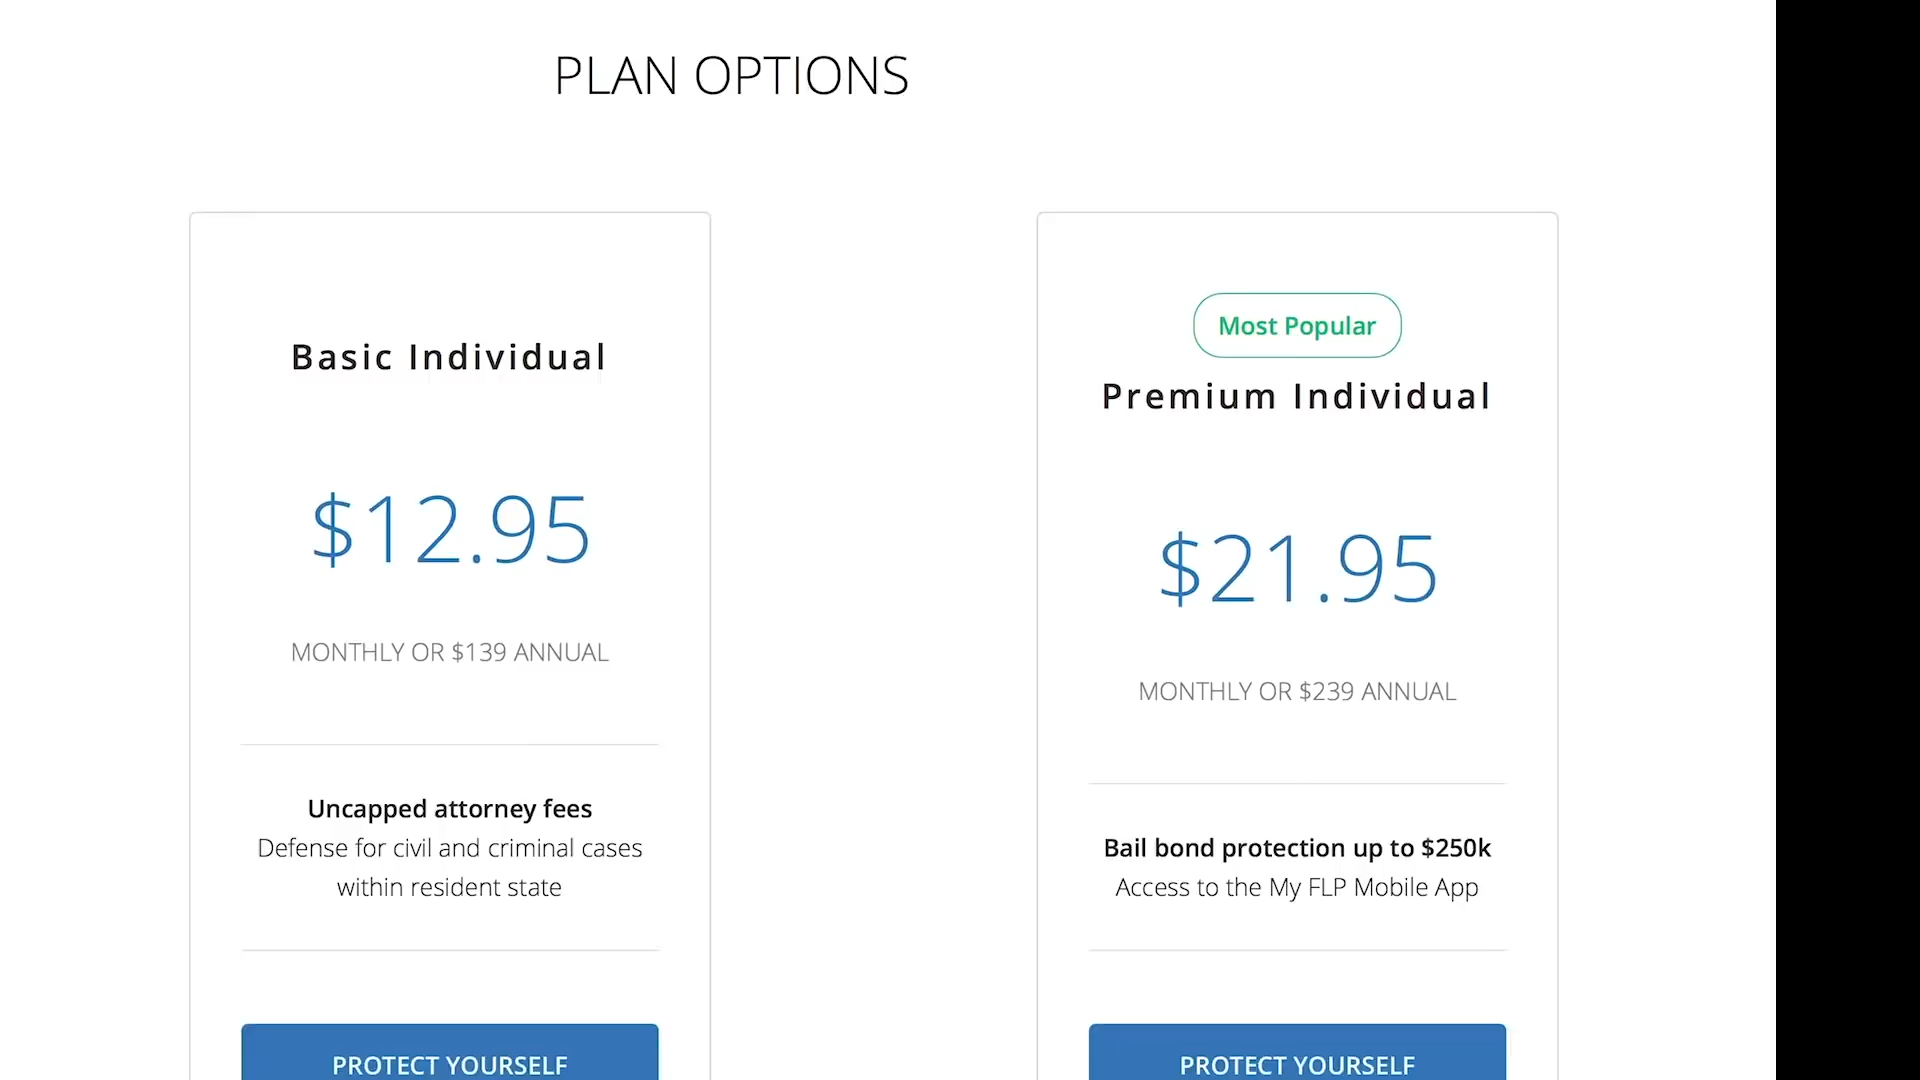 PLAN OPTIONS
Basic Individual
$12.95
MONTHLY OR $139 ANNUAL
Uncapped attorney fees
Defense for civil and criminal cases
within resident state
PROTECT YOURSELF
Most Popular
Premium Individual
$21.95
MONTHLY OR $239 ANNUAL
Bail bond protection up to $250k
Access to the My FLP Mobile App
PROTECT YOURSELF